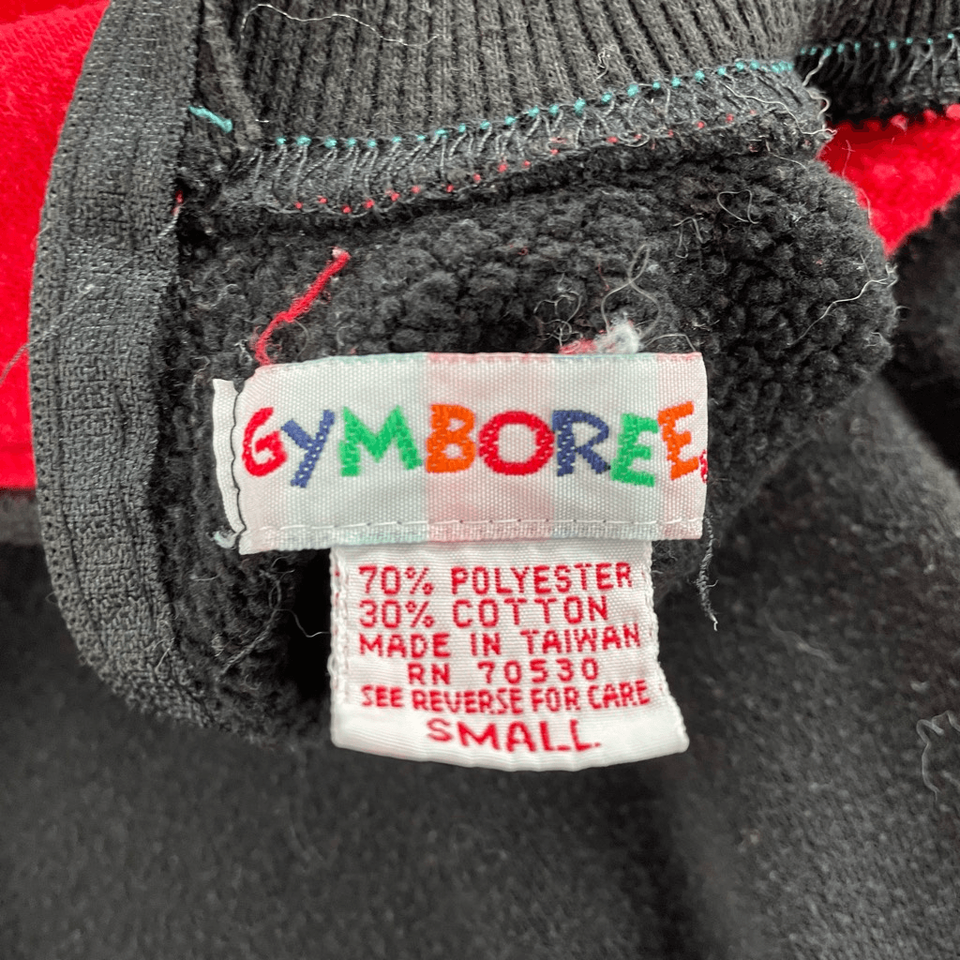 GYMBOREE
70% POLYESTER
30% COTTON
MADE IN TAIWAN
RN 70530
SEE REVERSE FOR CARE
SMALL